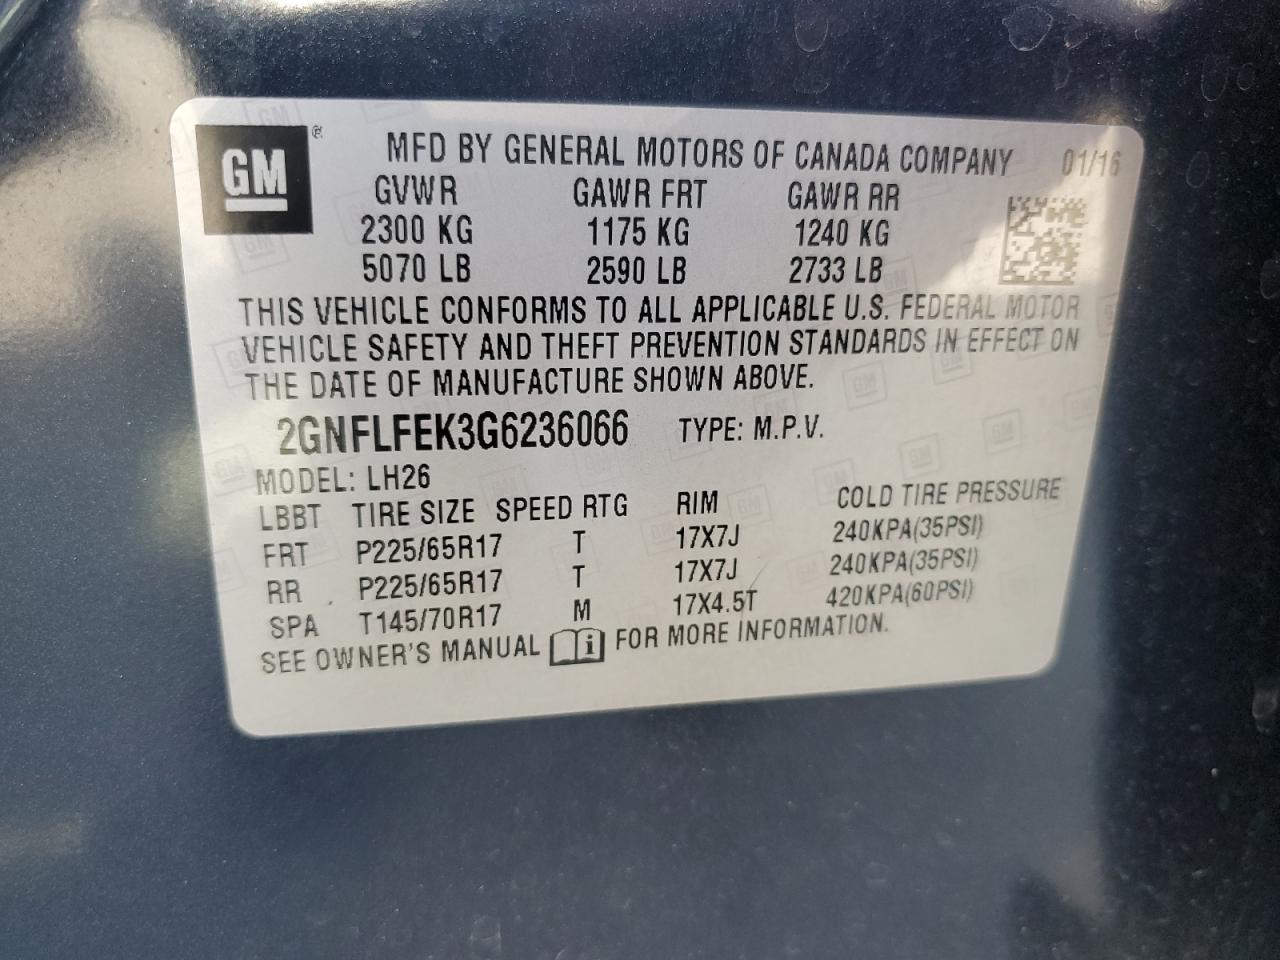 GM ®
MFD BY GENERAL MOTORS OF CANADA COMPANY 01/16
GVWR GAWR FRT GAWR RR
2300 KG 1175 KG 1240 KG
5070 LB 2590 LB 2733 LB
THIS VEHICLE CONFORMS TO ALL APPLICABLE U.S. FEDERAL MOTOR
VEHICLE SAFETY AND THEFT PREVENTION STANDARDS IN EFFECT ON
THE DATE OF MANUFACTURE SHOWN ABOVE.
2GNFLFEK3G6236066 TYPE: M.P.V.
MODEL: LH26
LBBT TIRE SIZE SPEED RTG RIM COLD TIRE PRESSURE
FRT P225/65R17 T 17X7J 240KPA(35PSI)
RR P225/65R17 T 17X7J 240KPA(35PSI)
SPA T145/70R17 M 17X4.5T 420KPA(60PSI)
SEE OWNER'S MANUAL FOR MORE INFORMATION.